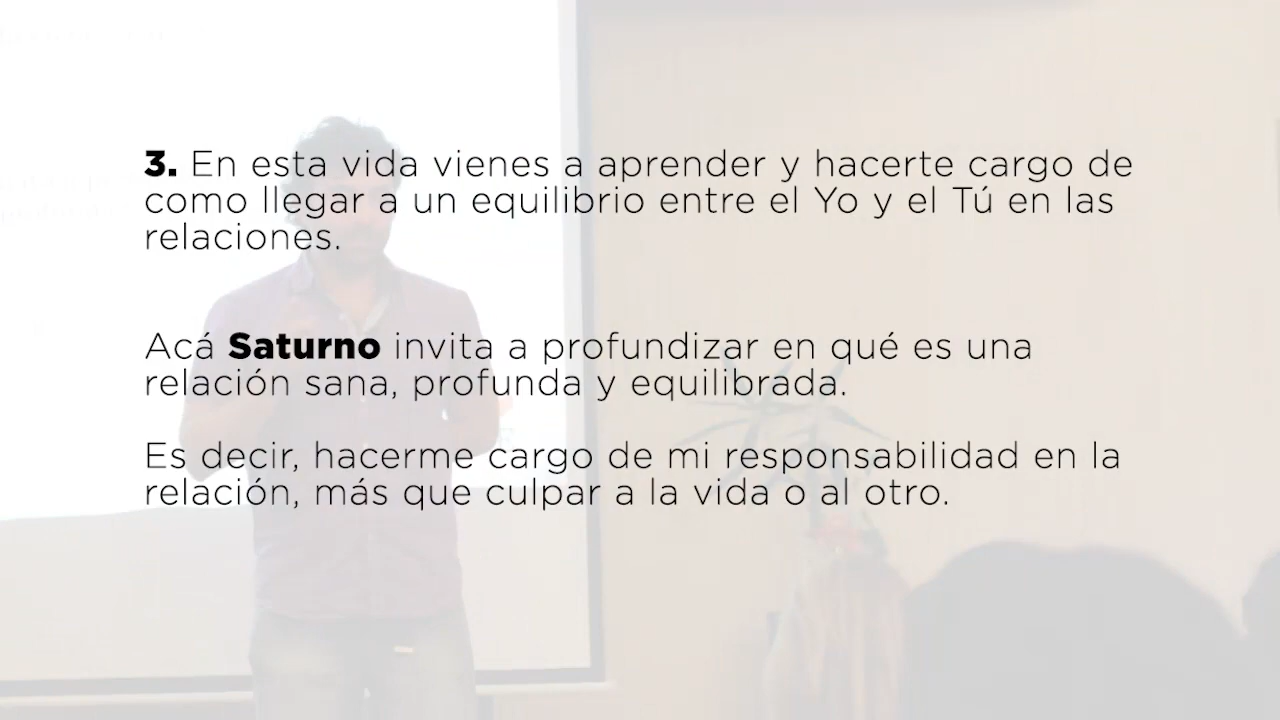 3. En esta vida vienes a aprender y hacerte cargo de
como llegar a un equilibrio entre el Yo y el Tú en las
relaciones.
Acá Saturno invita a profundizar en qué es una
relación sana, profunda y equilibrada.
Es decir, hacerme cargo de mi responsabilidad en la
relación, más que culpar a la vida o al otro.